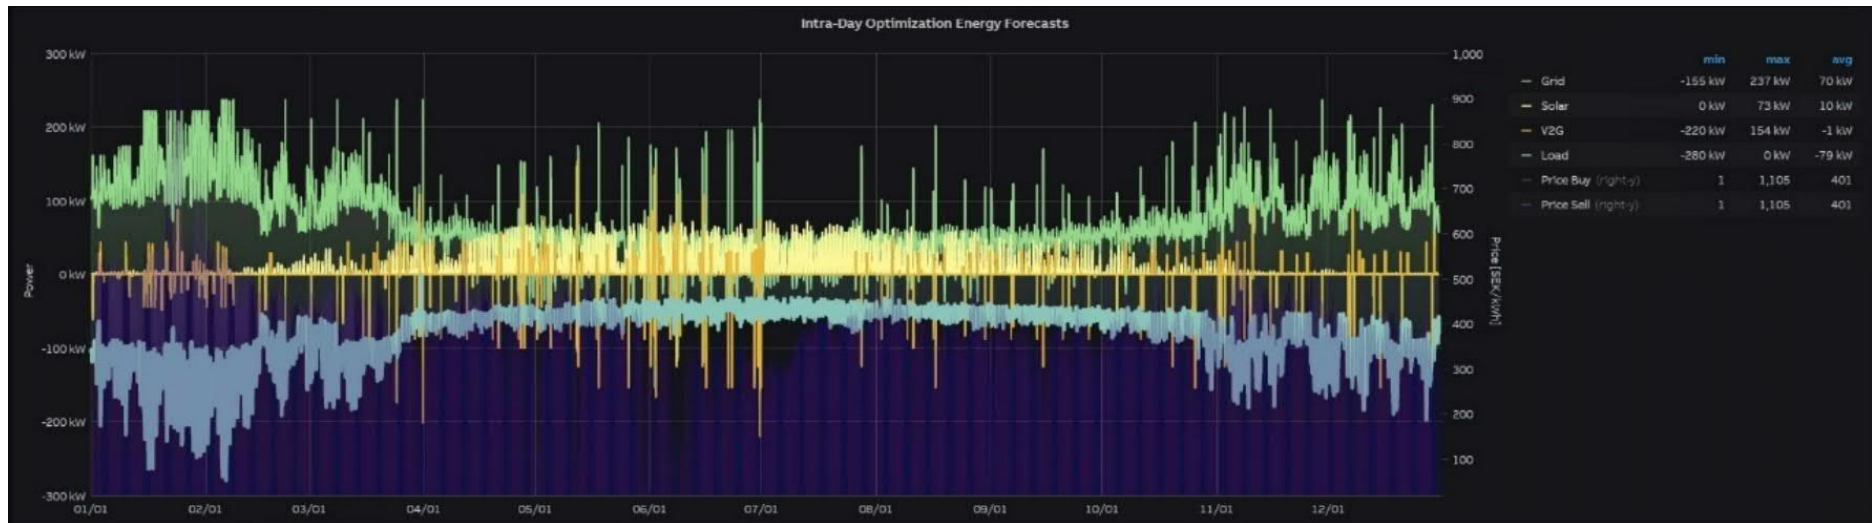 Intra-Day Optimization Energy Forecasts
300 kW
200 kW
100 kW
0 kW
-100 kW
-200 kW
-300 kW
Power
1,000
900
800
700
600
500
400
300
200
100
Price [SEK/kWh]
01/01 02/01 03/01 04/01 05/01 06/01 07/01 08/01 09/01 10/01 11/01 12/01
min max avg
Grid -155 kW 237 kW 70 kW
Solar 0 kW 73 kW 10 kW
V2G -220 kW 154 kW -1 kW
Load -280 kW 0 kW -79 kW
Price Buy (right-y) 1 1,105 401
Price Sell (right-y) 1 1,105 401